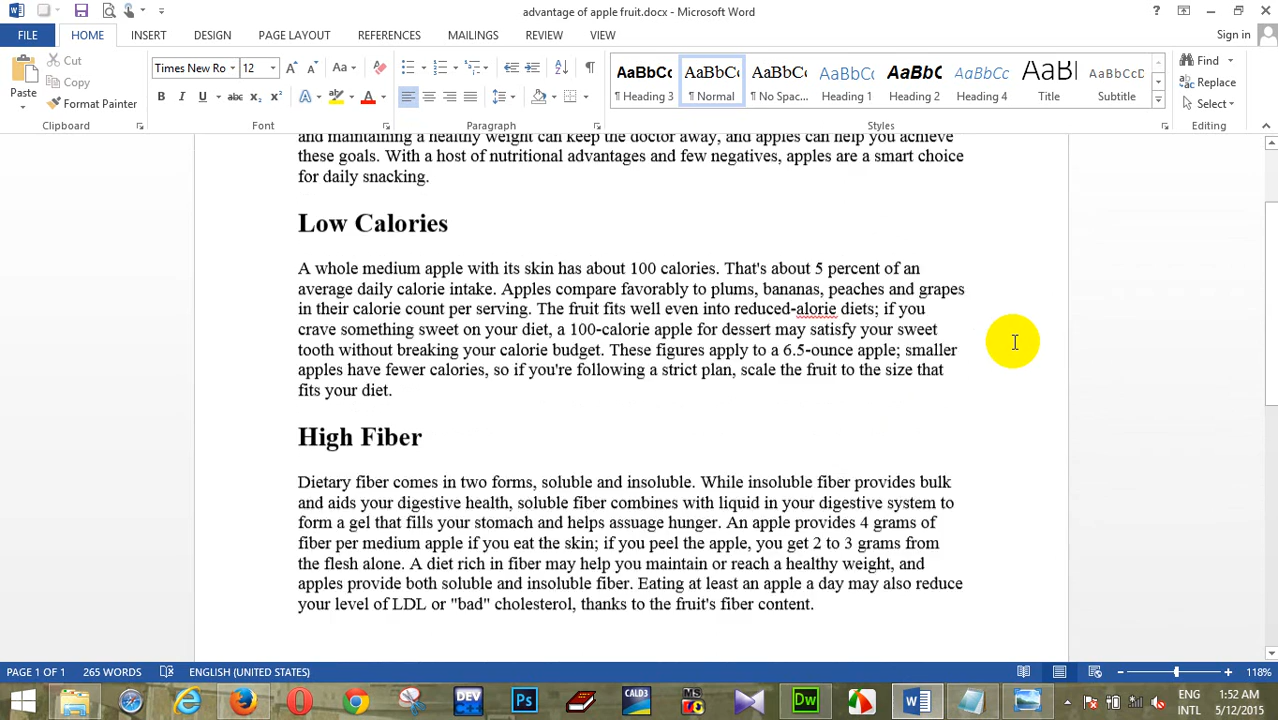 advantage of apple fruit.docx - Microsoft Word
FILE HOME INSERT DESIGN PAGE LAYOUT REFERENCES MAILINGS REVIEW VIEW Sign in
Paste
Cut
Copy
Format Painter
Clipboard
Times New Ro 12
Font
Paragraph
AaBbCc AaBbCc AaBbCc AaBbCc AaBbC AaBbCc AaBl AaBbCcD
¶ Heading 3 ¶ Normal ¶ No Spac... Heading 1 Heading 2 Heading 4 Title Subtitle
Styles
Find
Replace
Select
Editing
and maintaining a healthy weight can keep the doctor away, and apples can help you achieve
these goals. With a host of nutritional advantages and few negatives, apples are a smart choice
for daily snacking.
Low Calories
A whole medium apple with its skin has about 100 calories. That's about 5 percent of an
average daily calorie intake. Apples compare favorably to plums, bananas, peaches and grapes
in their calorie count per serving. The fruit fits well even into reduced-alorie diets; if you
crave something sweet on your diet, a 100-calorie apple for dessert may satisfy your sweet
tooth without breaking your calorie budget. These figures apply to a 6.5-ounce apple; smaller
apples have fewer calories, so if you're following a strict plan, scale the fruit to the size that
fits your diet.
High Fiber
Dietary fiber comes in two forms, soluble and insoluble. While insoluble fiber provides bulk
and aids your digestive health, soluble fiber combines with liquid in your digestive system to
form a gel that fills your stomach and helps assuage hunger. An apple provides 4 grams of
fiber per medium apple if you eat the skin; if you peel the apple, you get 2 to 3 grams from
the flesh alone. A diet rich in fiber may help you maintain or reach a healthy weight, and
apples provide both soluble and insoluble fiber. Eating at least an apple a day may also reduce
your level of LDL or "bad" cholesterol, thanks to the fruit's fiber content.
PAGE 1 OF 1 265 WORDS ENGLISH (UNITED STATES) 118%
DEV Ps CALD3 MS Dw
ENG 1:52 AM
INTL 5/12/2015